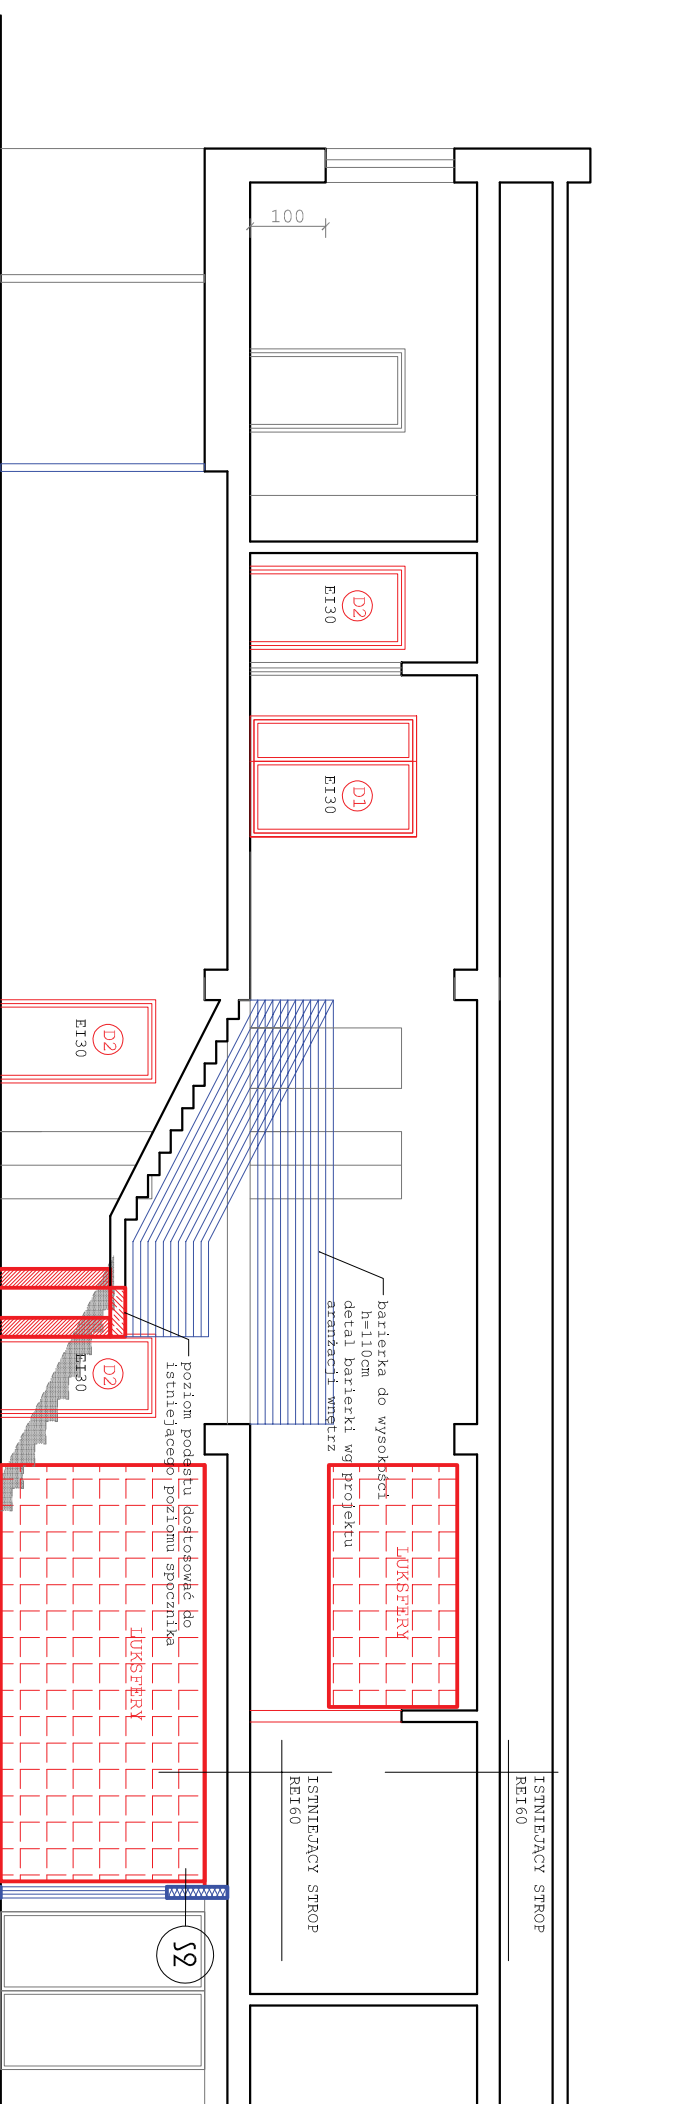 100
D2
EI30
D1
EI30
D2
EI30
barierka do wysokości
h=110cm
detal barierki wg projektu
aranżacji wnętrz
D2
EI30
poziom podestu dostosować do
istniejącego poziomu spocznika
LUKSFERY
LUKSFERY
ISTNIEJĄCY STROP
REI60
ISTNIEJĄCY STROP
REI60
S2